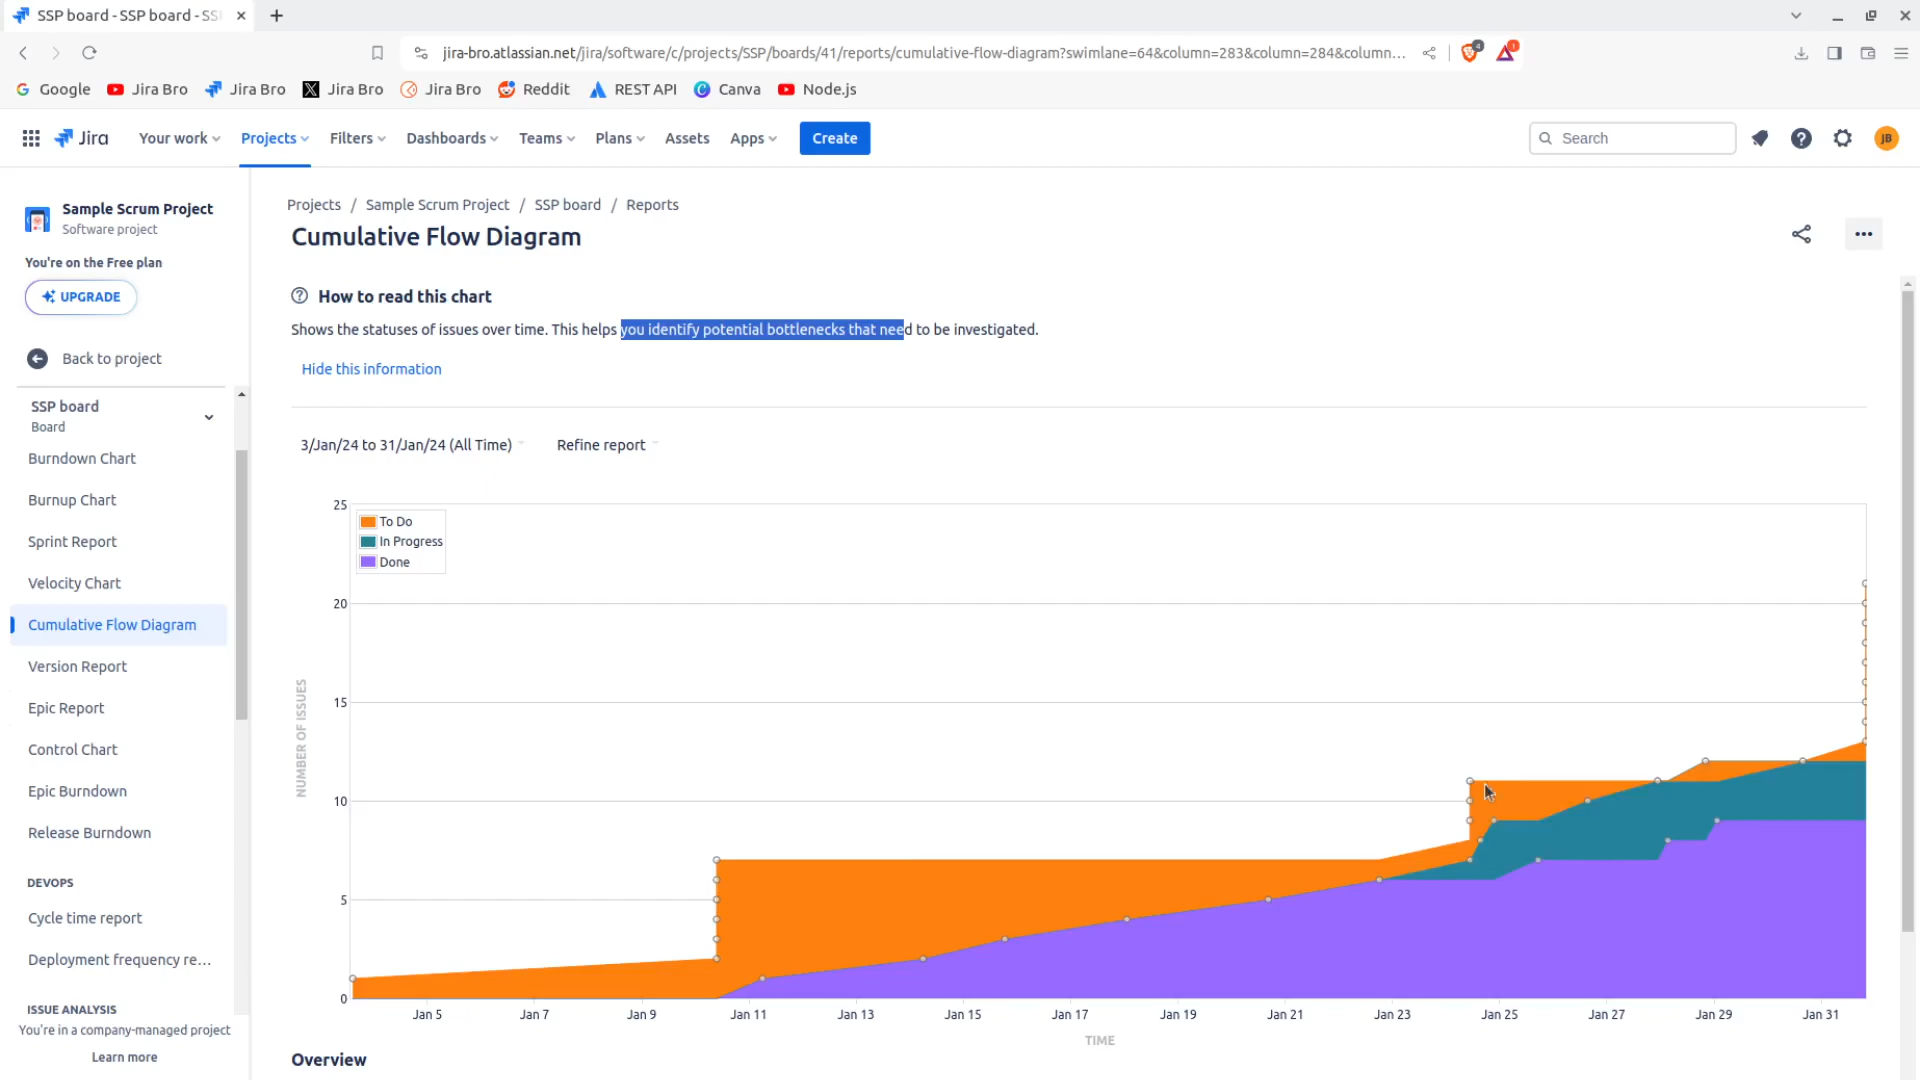 SSP board - SSP board - SS
jira-bro.atlassian.net/jira/software/c/projects/SSP/boards/41/reports/cumulative-flow-diagram?swimlane=64&column=283&column=284&column...
4
1
Google
Jira Bro
Jira Bro
Jira Bro
Jira Bro
Reddit
REST API
Canva
Node.js
Jira
Your work
Projects
Filters
Dashboards
Teams
Plans
Assets
Apps
Create
Search
JB
Sample Scrum Project
Software project
You're on the Free plan
UPGRADE
Back to project
SSP board
Board
Burndown Chart
Burnup Chart
Sprint Report
Velocity Chart
Cumulative Flow Diagram
Version Report
Epic Report
Control Chart
Epic Burndown
Release Burndown
DEVOPS
Cycle time report
Deployment frequency re...
ISSUE ANALYSIS
You're in a company-managed project
Learn more
Projects / Sample Scrum Project / SSP board / Reports
Cumulative Flow Diagram
How to read this chart
Shows the statuses of issues over time. This helps you identify potential bottlenecks that need to be investigated.
Hide this information
3/Jan/24 to 31/Jan/24 (All Time)
Refine report
To Do
In Progress
Done
NUMBER OF ISSUES
25
20
15
10
5
0
Jan 5
Jan 7
Jan 9
Jan 11
Jan 13
Jan 15
Jan 17
Jan 19
Jan 21
Jan 23
Jan 25
Jan 27
Jan 29
Jan 31
TIME
Overview